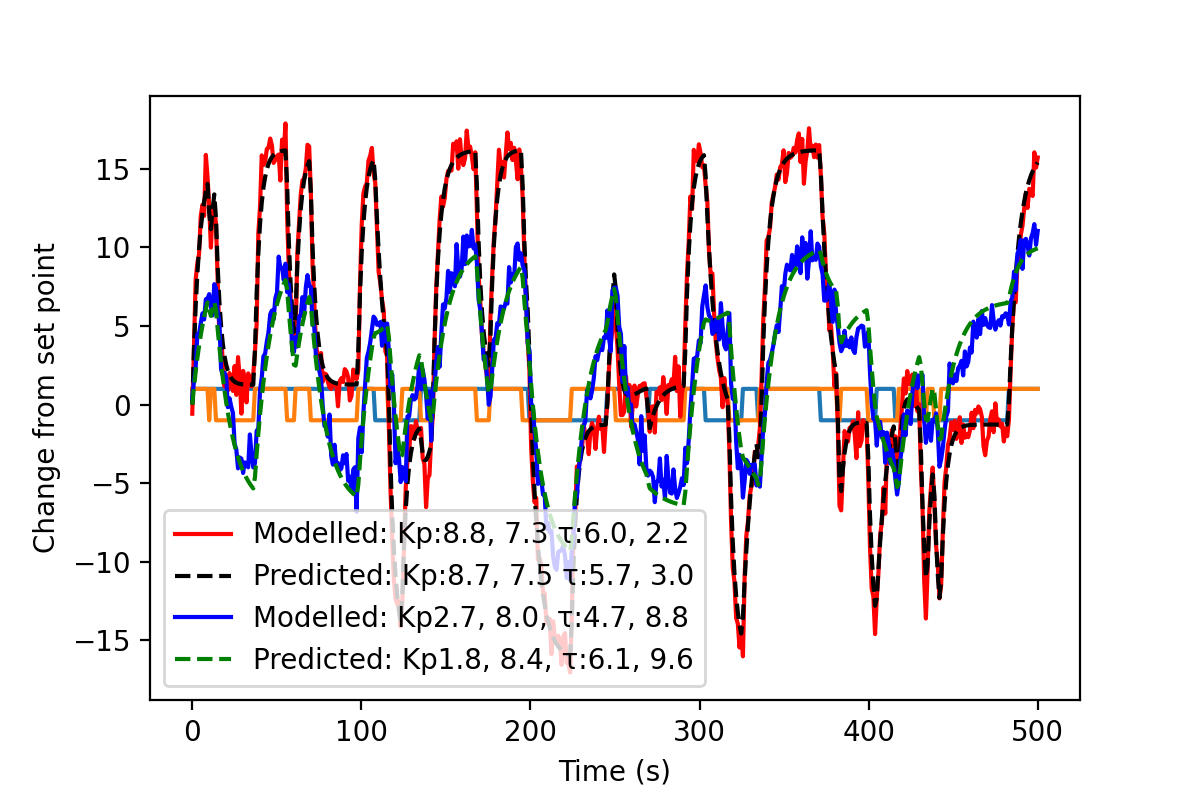 Change from set point
15
10
5
0
−5
−10
−15
Modelled: Kp:8.8, 7.3 τ:6.0, 2.2
Predicted: Kp:8.7, 7.5 τ:5.7, 3.0
Modelled: Kp2.7, 8.0, τ:4.7, 8.8
Predicted: Kp1.8, 8.4, τ:6.1, 9.6
0 100 200 300 400 500
Time (s)